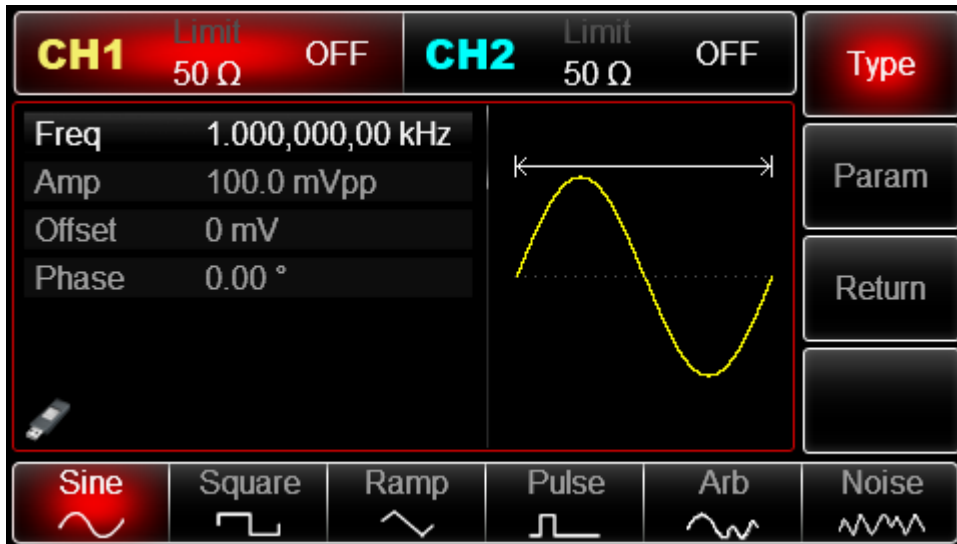 CH1 Limit 50 Ω OFF CH2 Limit 50 Ω OFF
Type
Freq 1.000,000,00 kHz
Amp 100.0 mVpp
Offset 0 mV
Phase 0.00 °
Param
Return
Sine Square Ramp Pulse Arb Noise